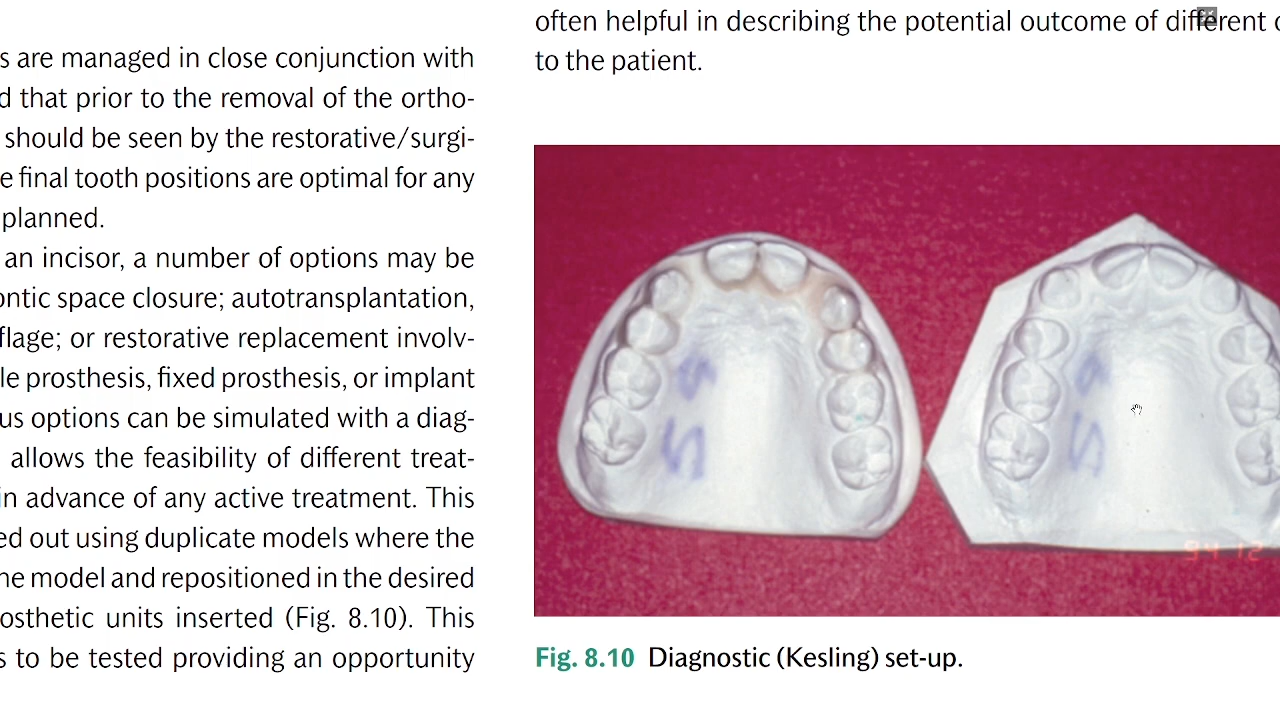 s are managed in close conjunction with
d that prior to the removal of the ortho-
should be seen by the restorative/surgi-
e final tooth positions are optimal for any
planned.
an incisor, a number of options may be
ontic space closure; autotransplantation,
flage; or restorative replacement involv-
le prosthesis, fixed prosthesis, or implant
us options can be simulated with a diag-
allows the feasibility of different treat-
in advance of any active treatment. This
ed out using duplicate models where the
he model and repositioned in the desired
osthetic units inserted (Fig. 8.10). This
s to be tested providing an opportunity
often helpful in describing the potential outcome of different
to the patient.
94 12
Fig. 8.10 Diagnostic (Kesling) set-up.